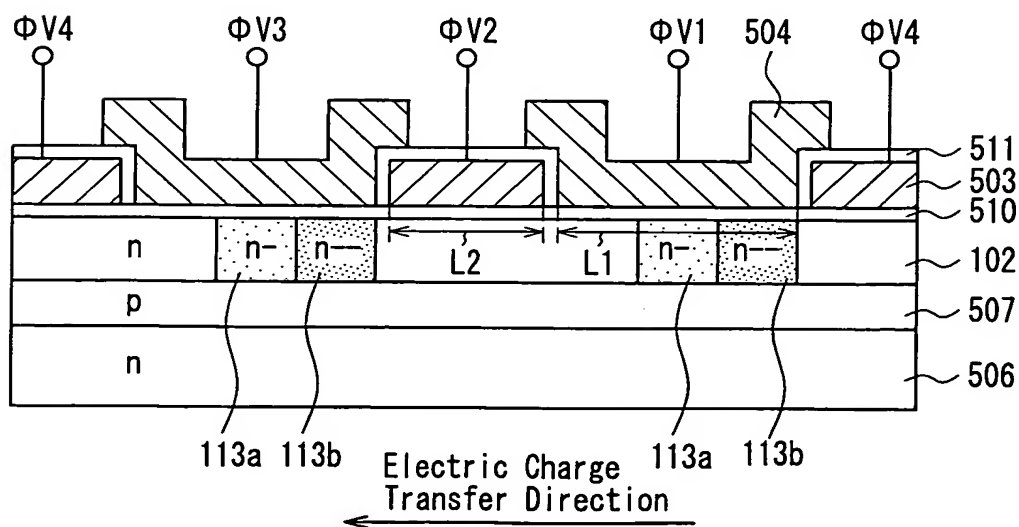 ΦV4 ΦV3 ΦV2 ΦV1 504 ΦV4
511
503
510
n n- n-- L2 L1 n- n-- 102
p 507
n 506
113a 113b 113a 113b
Electric Charge
Transfer Direction